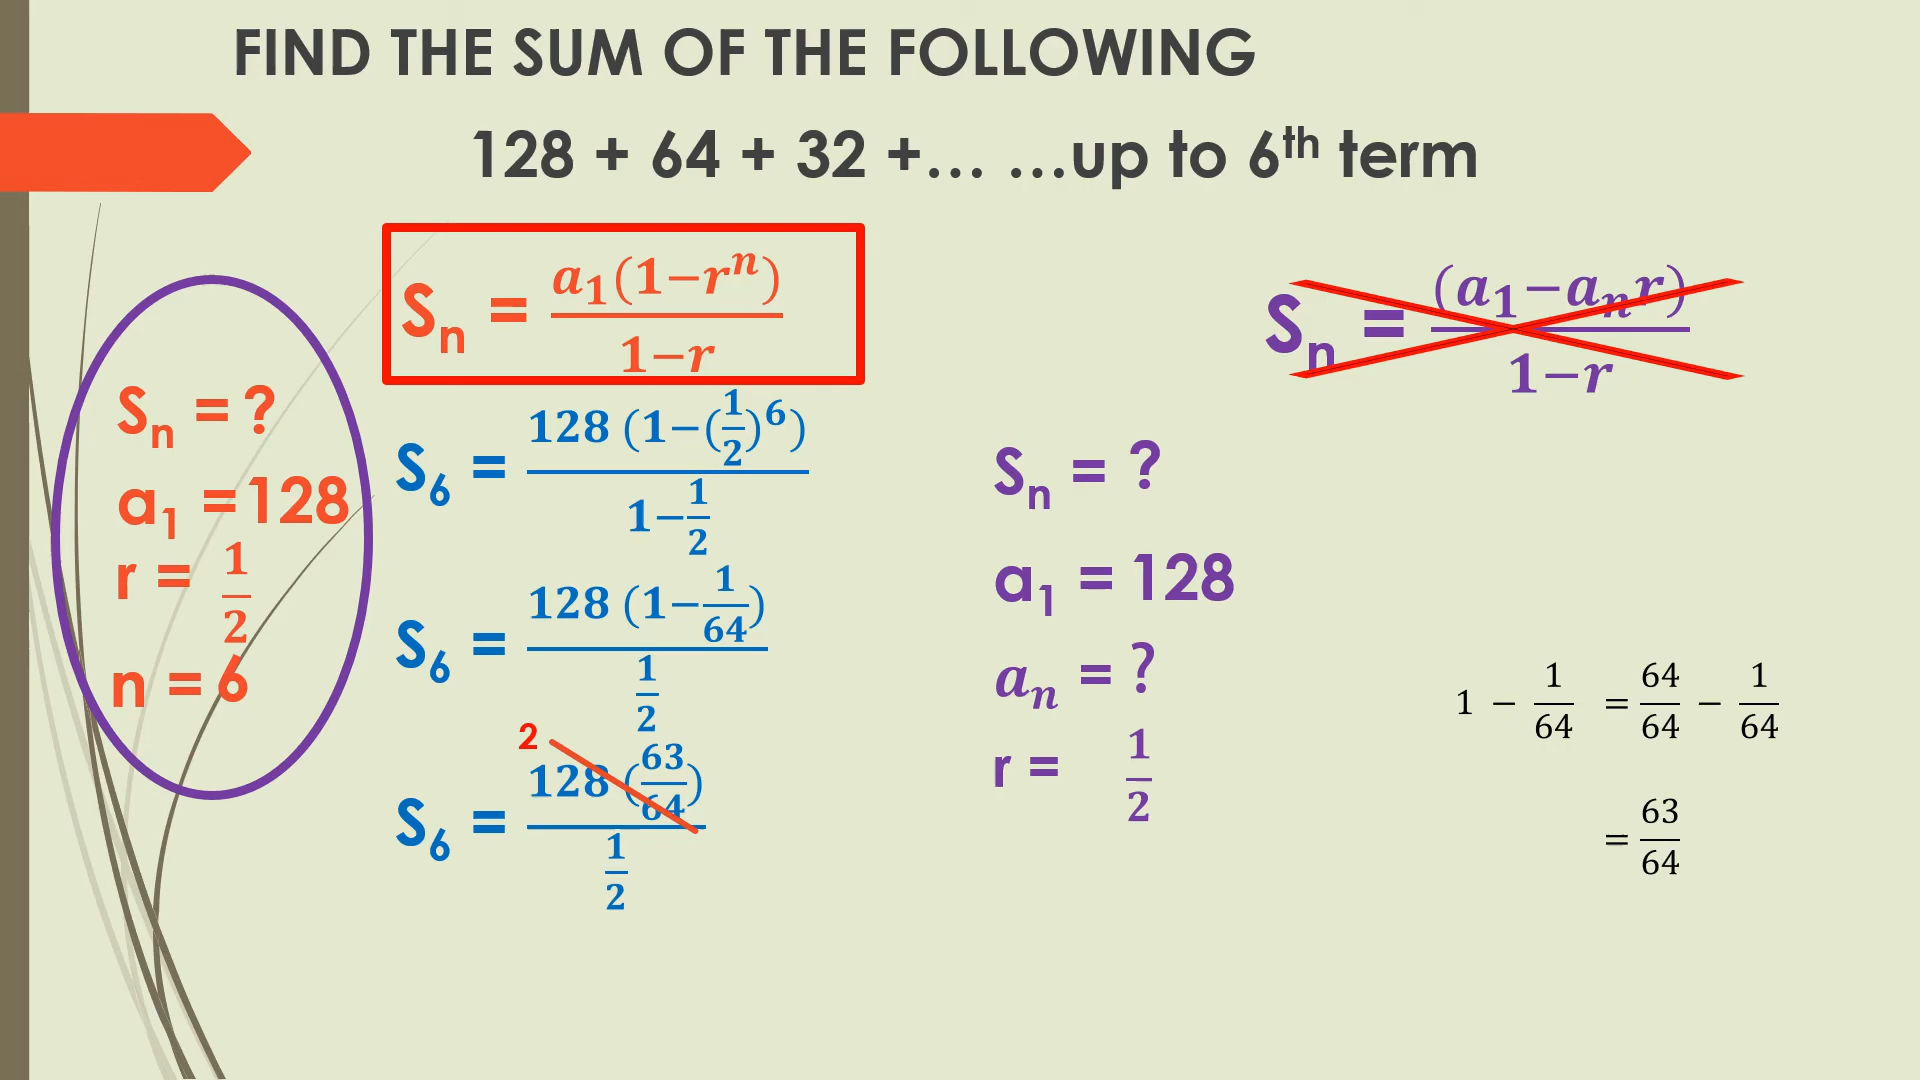 FIND THE SUM OF THE FOLLOWING
128 + 64 + 32 +… …up to 6th term
Sn = a1(1−r^n) / 1−r
Sn = (a1−anr) / 1−r
Sn = ?
a1 = 128
r = 1/2
n = 6
S6 = 128 (1−(1/2)^6) / 1−1/2
S6 = 128 (1−1/64) / 1/2
2
S6 = 128 (63/64) / 1/2
Sn = ?
a1 = 128
an = ?
r = 1/2
1 − 1/64 = 64/64 − 1/64
= 63/64